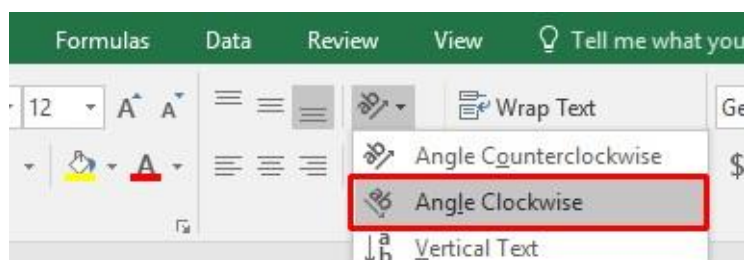 Formulas Data Review View Tell me what you
12 A A Wrap Text Ge
A Angle Counterclockwise $
Angle Clockwise
Vertical Text